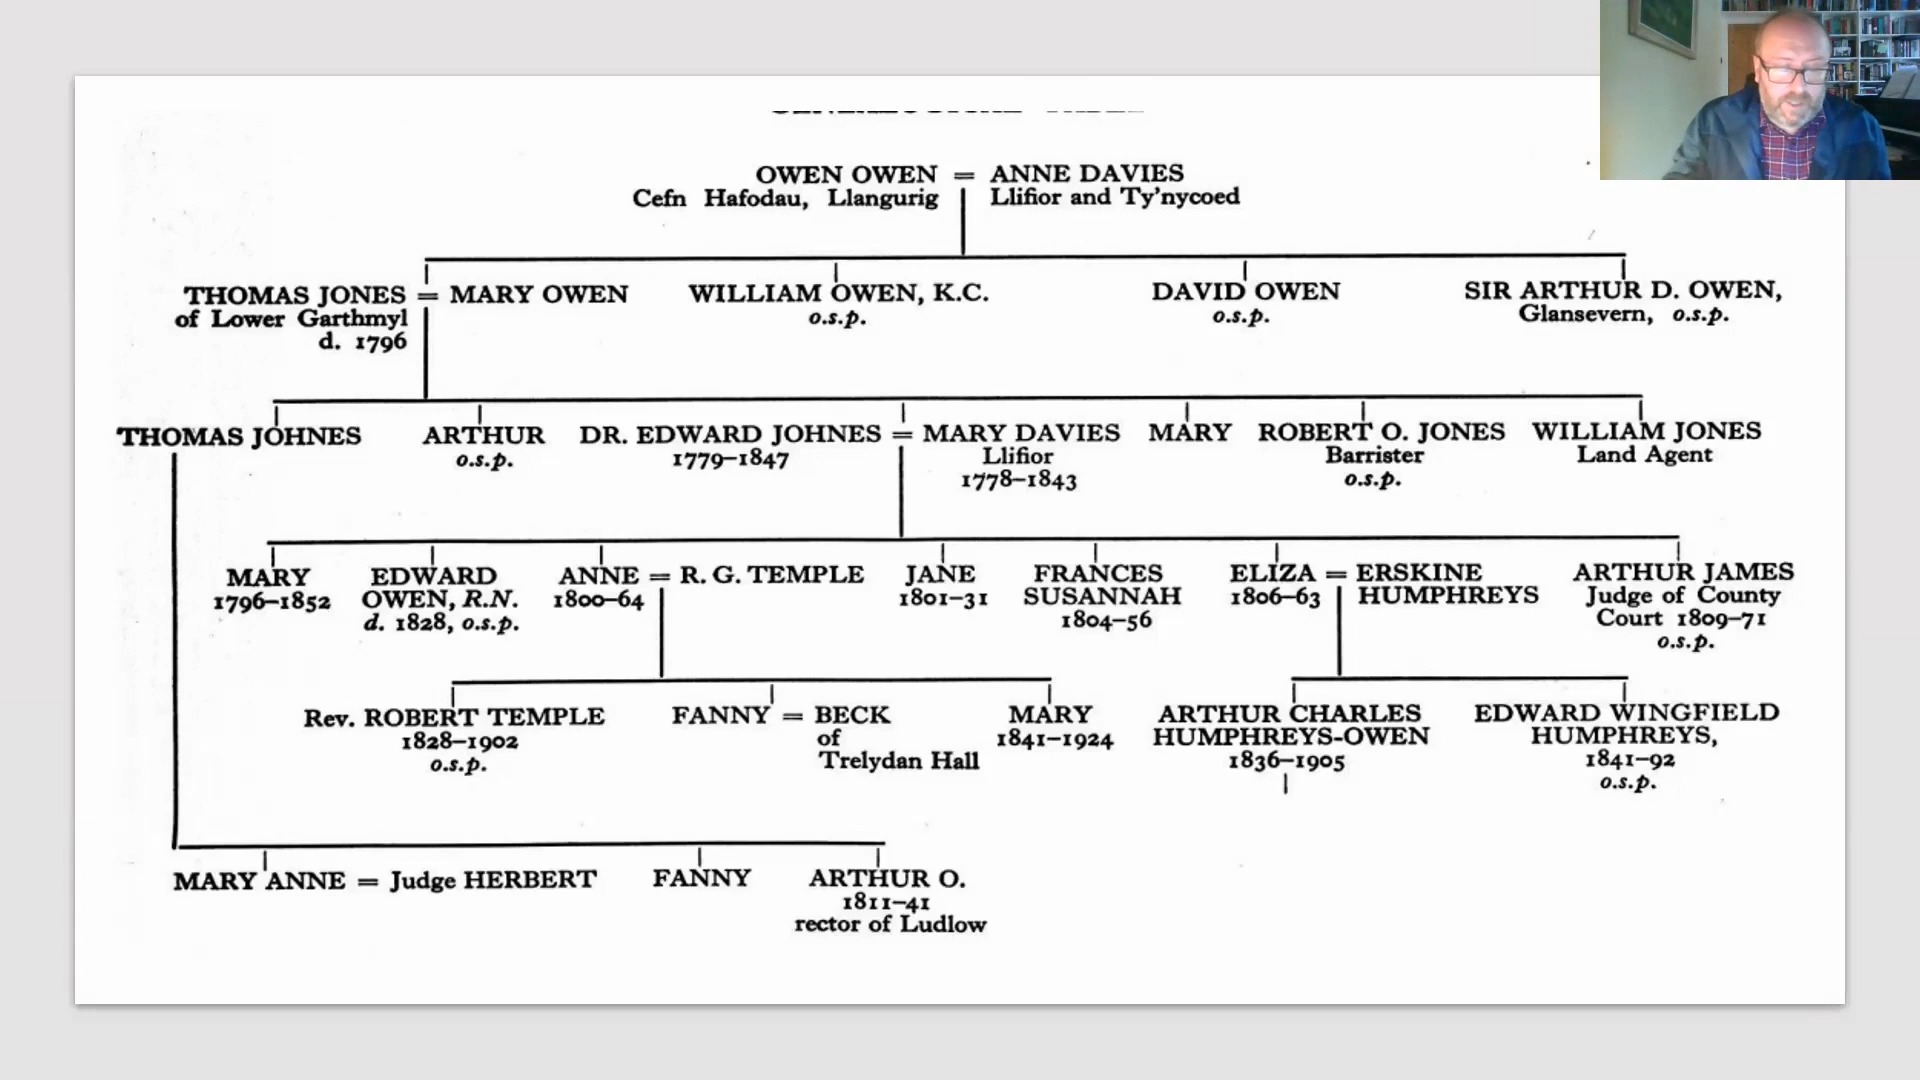 OWEN OWEN = ANNE DAVIES
Cefn Hafodau, Llangurig Llifior and Ty'nycoed
THOMAS JONES = MARY OWEN WILLIAM OWEN, K.C. DAVID OWEN SIR ARTHUR D. OWEN,
of Lower Garthmyl o.s.p. o.s.p. Glansevern, o.s.p.
d. 1796
THOMAS JOHNES ARTHUR DR. EDWARD JOHNES = MARY DAVIES MARY ROBERT O. JONES WILLIAM JONES
o.s.p. 1779–1847 Llifior Barrister Land Agent
1778–1843 o.s.p.
MARY EDWARD ANNE = R. G. TEMPLE JANE FRANCES ELIZA = ERSKINE ARTHUR JAMES
1796–1852 OWEN, R.N. 1800–64 1801–31 SUSANNAH 1806–63 HUMPHREYS Judge of County
d. 1828, o.s.p. 1804–56 Court 1809–71
o.s.p.
Rev. ROBERT TEMPLE FANNY = BECK MARY ARTHUR CHARLES EDWARD WINGFIELD
1828–1902 of 1841–1924 HUMPHREYS-OWEN HUMPHREYS,
o.s.p. Trelydan Hall 1836–1905 1841–92
o.s.p.
MARY ANNE = Judge HERBERT FANNY ARTHUR O.
1811–41
rector of Ludlow